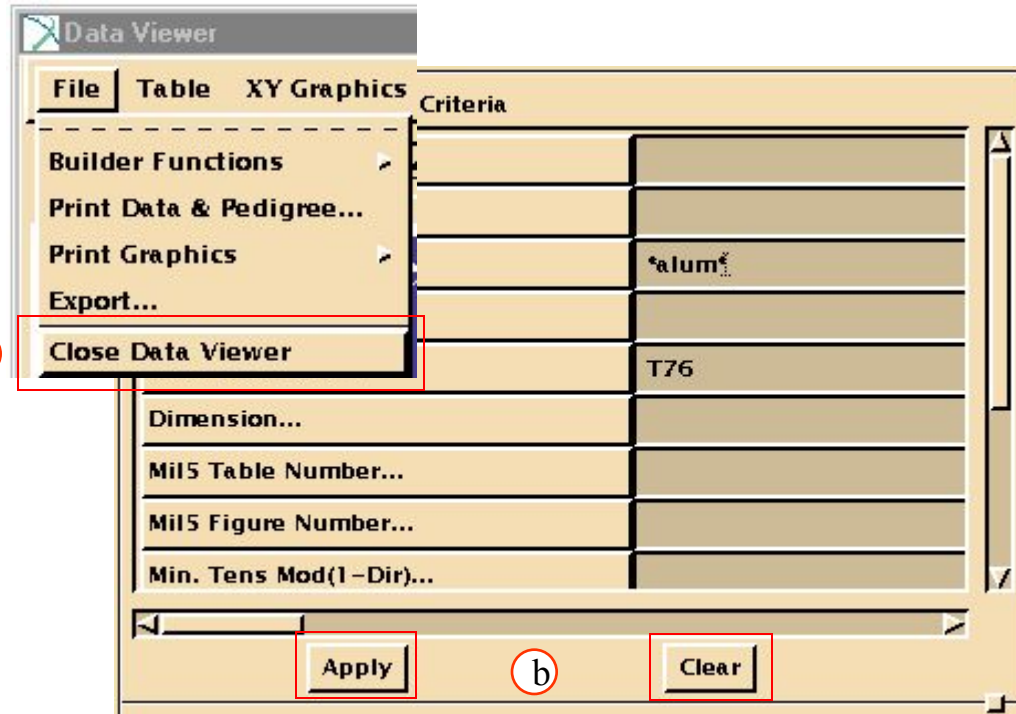 Data Viewer
File Table XY Graphics
Criteria
Builder Functions
Print Data & Pedigree...
Print Graphics
*alum*
Export...
Close Data Viewer
T76
Dimension...
Mil5 Table Number...
Mil5 Figure Number...
Min. Tens Mod(1-Dir)...
Apply
b
Clear